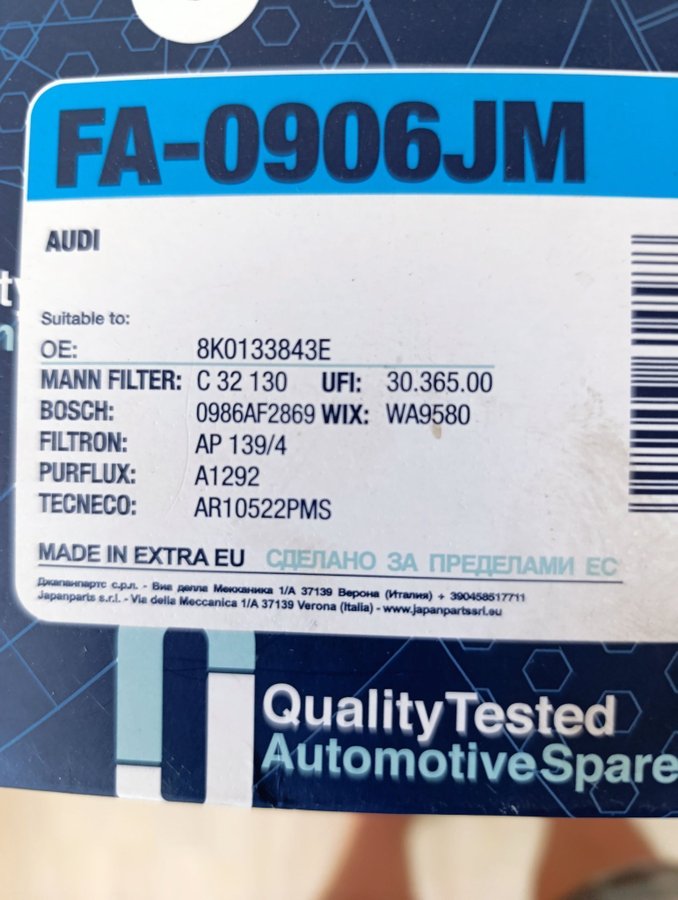 FA-0906JM
AUDI
Suitable to:
OE: 8K0133843E
MANN FILTER: C 32 130 UFI: 30.365.00
BOSCH: 0986AF2869 WIX: WA9580
FILTRON: AP 139/4
PURFLUX: A1292
TECNECO: AR10522PMS
MADE IN EXTRA EU СДЕЛАНО ЗА ПРЕДЕЛАМИ ЕС
Джапанпартс с.р.л. - Виа делла Мекканика 1/А 37139 Верона (Италия) + 390458517711
Japanparts s.r.l. - Via della Meccanica 1/A 37139 Verona (Italia) - www.japanpartssrl.eu
Quality Tested
Automotive Spare